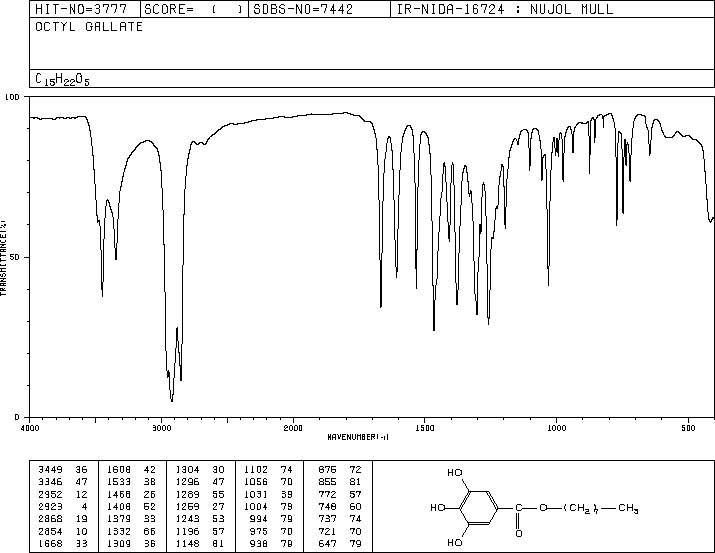 HIT-NO=3777 SCORE= ( ) SDBS-NO=7442 IR-NIDA-16724 : NUJOL MULL
OCTYL GALLATE
C15H22O5
100
50
0
TRANSMITTANCE(%)
4000 3000 2000 1500 1000 500
WAVENUMBER(-1)
3449 36 1608 42 1304 30 1102 74 876 72
3346 47 1533 38 1296 47 1056 70 855 81
2952 12 1468 26 1289 55 1031 39 772 57
2923 4 1408 52 1259 27 1004 79 748 60
2868 19 1379 33 1243 53 994 79 737 74
2854 10 1332 66 1196 57 975 70 721 70
1668 33 1309 36 1148 81 938 79 647 79
HO
HO
HO
C
O
O
(CH2)7
CH3